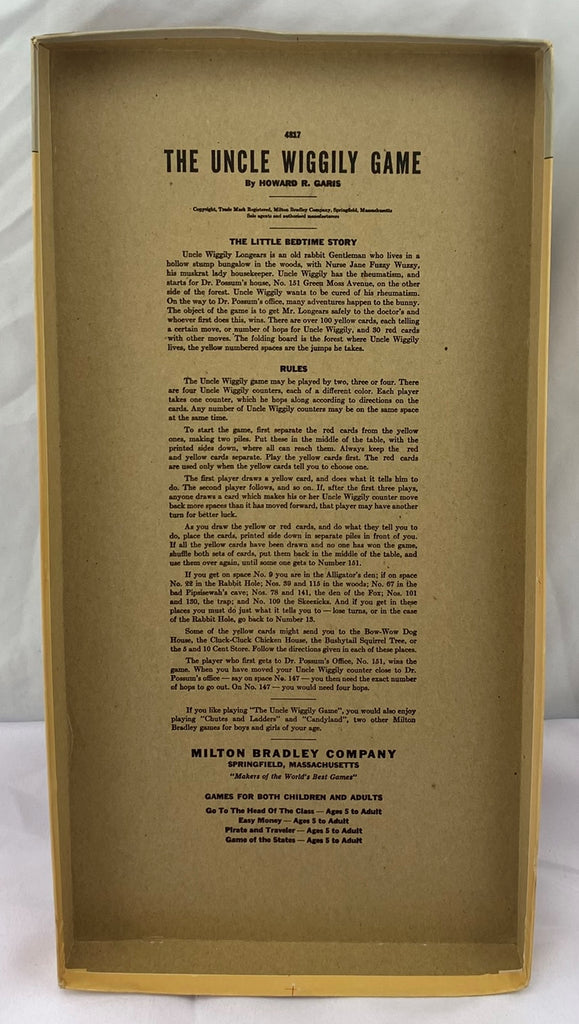 4817
THE UNCLE WIGGILY GAME
By HOWARD R. GARIS
Copyright, Trade Mark Registered, Milton Bradley Company, Springfield, Massachusetts
Sole agents and authorized manufacturers
THE LITTLE BEDTIME STORY
Uncle Wiggily Longears is an old rabbit Gentleman who lives in a
hollow stump bungalow in the woods, with Nurse Jane Fuzzy Wuzzy,
his muskrat lady housekeeper. Uncle Wiggily has the rheumatism, and
starts for Dr. Possum's house, No. 151 Green Moss Avenue, on the other
side of the forest. Uncle Wiggily wants to be cured of his rheumatism.
On the way to Dr. Possum's office, many adventures happen to the bunny.
The object of the game is to get Mr. Longears safely to the doctor's and
whoever first does this, wins. There are over 100 yellow cards, each telling
a certain move, or number of hops for Uncle Wiggily, and 30 red cards
with other moves. The folding board is the forest where Uncle Wiggily
lives, the yellow numbered spaces are the jumps he takes.
RULES
The Uncle Wiggily game may be played by two, three or four. There
are four Uncle Wiggily counters, each of a different color. Each player
takes one counter, which he hops along according to directions on the
cards. Any number of Uncle Wiggily counters may be on the same space
at the same time.
To start the game, first separate the red cards from the yellow
ones, making two piles. Put these in the middle of the table, with the
printed sides down, where all can reach them. Always keep the red
and yellow cards separate. Play the yellow cards first. The red cards
are used only when the yellow cards tell you to choose one.
The first player draws a yellow card, and does what it tells him to
do. The second player follows, and so on. If, after the first three plays,
anyone draws a card which makes his or her Uncle Wiggily counter move
back more spaces than it has moved forward, that player may have another
turn for better luck.
As you draw the yellow or red cards, and do what they tell you to
do, place the cards, printed side down in separate piles in front of you.
If all the yellow cards have been drawn and no one has won the game,
shuffle both sets of cards, put them back in the middle of the table, and
use them over again, until some one gets to Number 151.
If you get on space No. 9 you are in the Alligator's den; if on space
No. 22 in the Rabbit Hole; Nos. 39 and 115 in the woods; No. 67 in the
bad Pipsisewah's cave; Nos. 78 and 141, the den of the Fox; Nos. 101
and 130, the trap; and No. 109 the Skeezicks. And if you get in these
places you must do just what it tells you to — lose turns, or in the case
of the Rabbit Hole, go back to Number 13.
Some of the yellow cards might send you to the Bow-Wow Dog
House, the Cluck-Cluck Chicken House, the Bushytail Squirrel Tree, or
the 5 and 10 Cent Store. Follow the directions given in each of these places.
The player who first gets to Dr. Possum's Office, No. 151, wins the
game. When you have moved your Uncle Wiggily counter close to Dr.
Possum's office — say on space No. 147 — you then need the exact number
of hops to go out. On No. 147 — you would need four hops.
If you like playing "The Uncle Wiggily Game", you would also enjoy
playing "Chutes and Ladders" and "Candyland", two other Milton
Bradley games for boys and girls of your age.
MILTON BRADLEY COMPANY
SPRINGFIELD, MASSACHUSETTS
"Makers of the World's Best Games"
GAMES FOR BOTH CHILDREN AND ADULTS
Go To The Head Of The Class — Ages 5 to Adult
Easy Money — Ages 5 to Adult
Pirate and Traveler — Ages 5 to Adult
Game of the States — Ages 5 to Adult